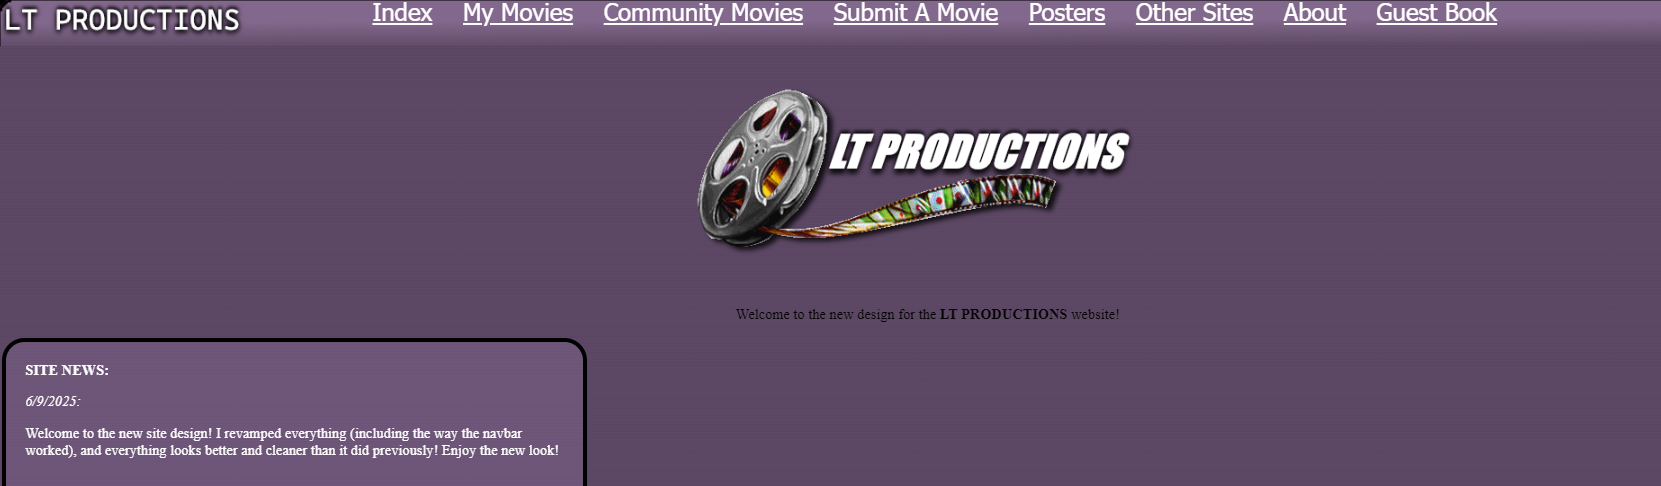 LT PRODUCTIONS
Index My Movies Community Movies Submit A Movie Posters Other Sites About Guest Book
LT PRODUCTIONS
Welcome to the new design for the LT PRODUCTIONS website!
SITE NEWS:
6/9/2025:
Welcome to the new site design! I revamped everything (including the way the navbar
worked), and everything looks better and cleaner than it did previously! Enjoy the new look!